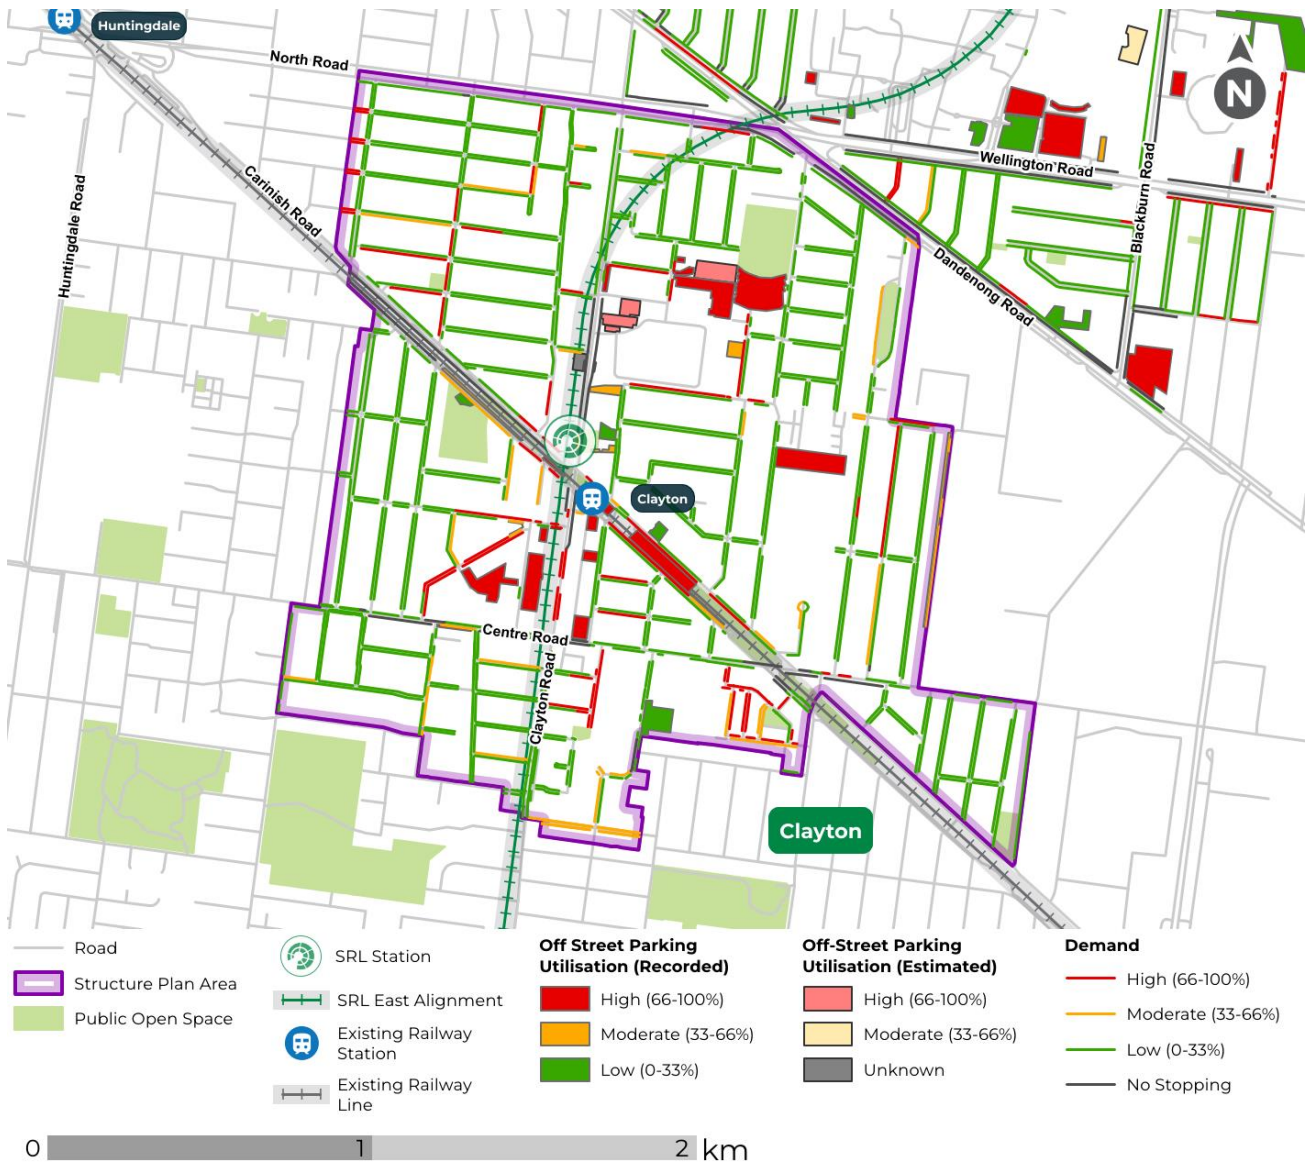 Huntingdale
North Road
N
Wellington Road
Blackburn Road
Carinish Road
Huntingdale Road
Dandenong Road
Clayton
Centre Road
Clayton Road
Clayton
Road
Structure Plan Area
Public Open Space
SRL Station
SRL East Alignment
Existing Railway
Station
Existing Railway
Line
Off Street Parking
Utilisation (Recorded)
High (66-100%)
Moderate (33-66%)
Low (0-33%)
Off-Street Parking
Utilisation (Estimated)
High (66-100%)
Moderate (33-66%)
Unknown
Demand
High (66-100%)
Moderate (33-66%)
Low (0-33%)
No Stopping
0 1 2 km